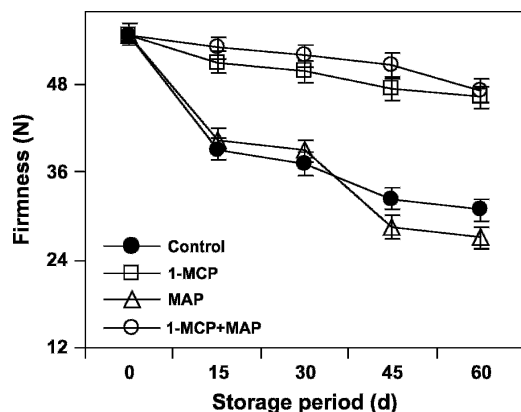 Firmness (N)
48
36
24
12
Control
1-MCP
MAP
1-MCP+MAP
0 15 30 45 60
Storage period (d)